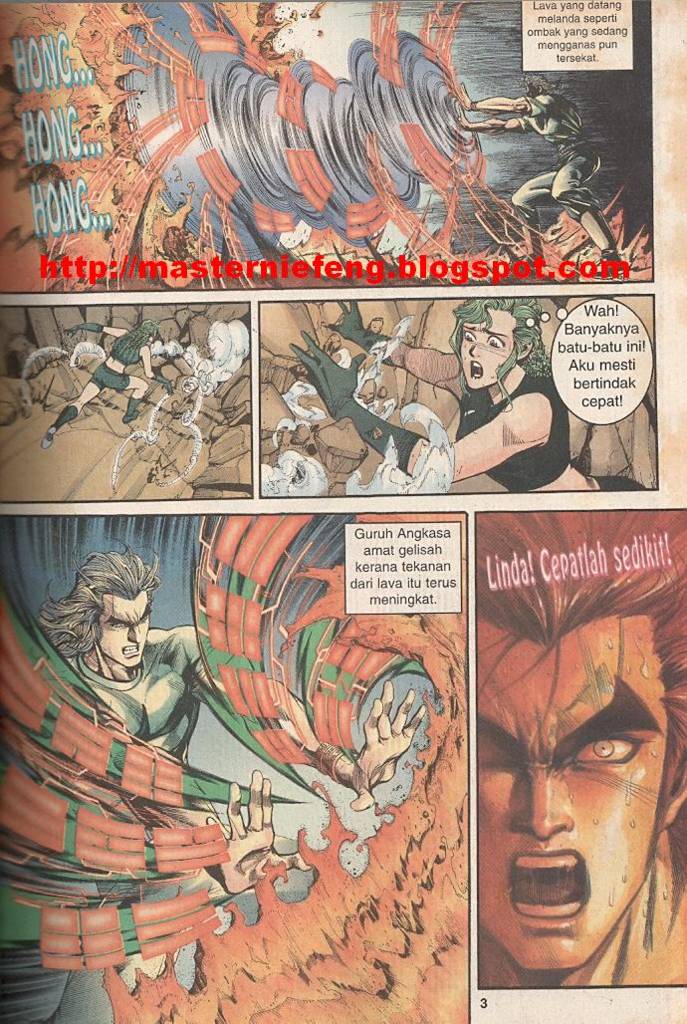 Lava yang datang
melanda seperti
ombak yang sedang
mengganas pun
tersekat.
HONG....
HONG...
HONG...
http://masterniefeng.blogspot.com
Wah!
Banyaknya
batu-batu ini!
Aku mesti
bertindak
cepat!
Guruh Angkasa
amat gelisah
kerana tekanan
dari lava itu terus
meningkat.
Linda! Cepatlah sedikit!
3